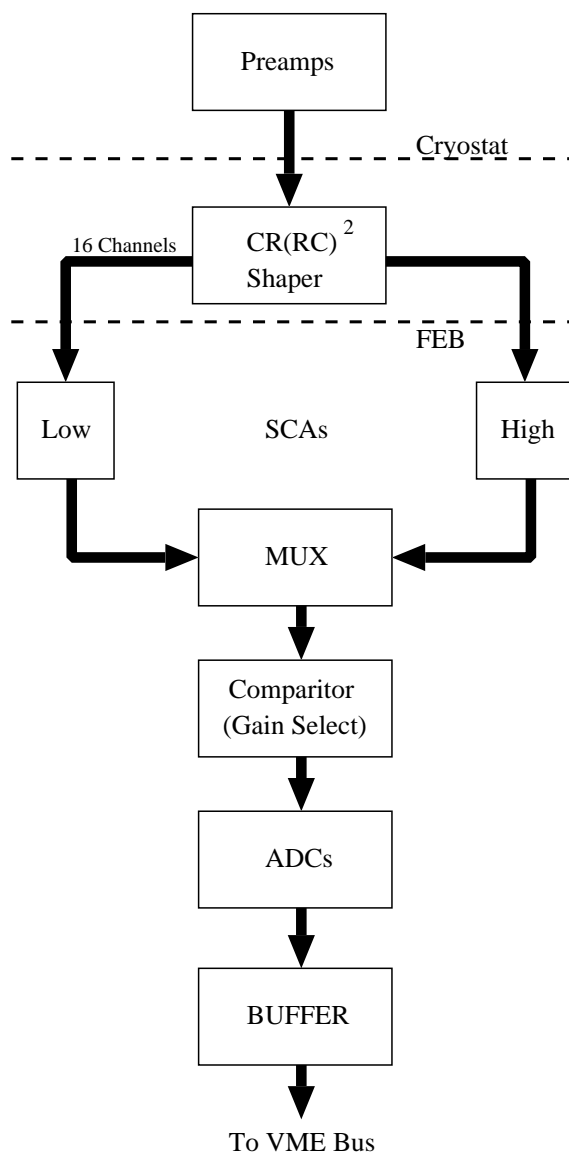 Preamps
Cryostat
16 Channels
CR(RC) 2
Shaper
FEB
Low
SCAs
High
MUX
Comparitor
(Gain Select)
ADCs
BUFFER
To VME Bus